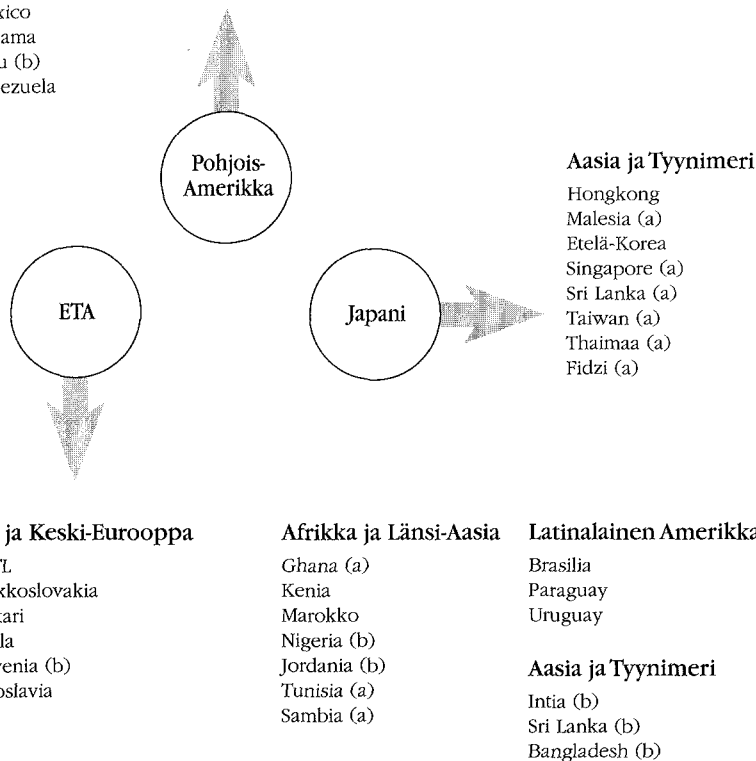 xico
ama
u (b)
ezuela
Pohjois-
Amerikka
ETA
Japani
Aasia ja Tyynimeri
Hongkong
Malesia (a)
Etelä-Korea
Singapore (a)
Sri Lanka (a)
Taiwan (a)
Thaimaa (a)
Fidzi (a)
ja Keski-Eurooppa
TL
kkoslovakia
kari
la
venia (b)
oslavia
Afrikka ja Länsi-Aasia
Ghana (a)
Kenia
Marokko
Nigeria (b)
Jordania (b)
Tunisia (a)
Sambia (a)
Latinalainen Amerikka
Brasilia
Paraguay
Uruguay
Aasia ja Tyynimeri
Intia (b)
Sri Lanka (b)
Bangladesh (b)